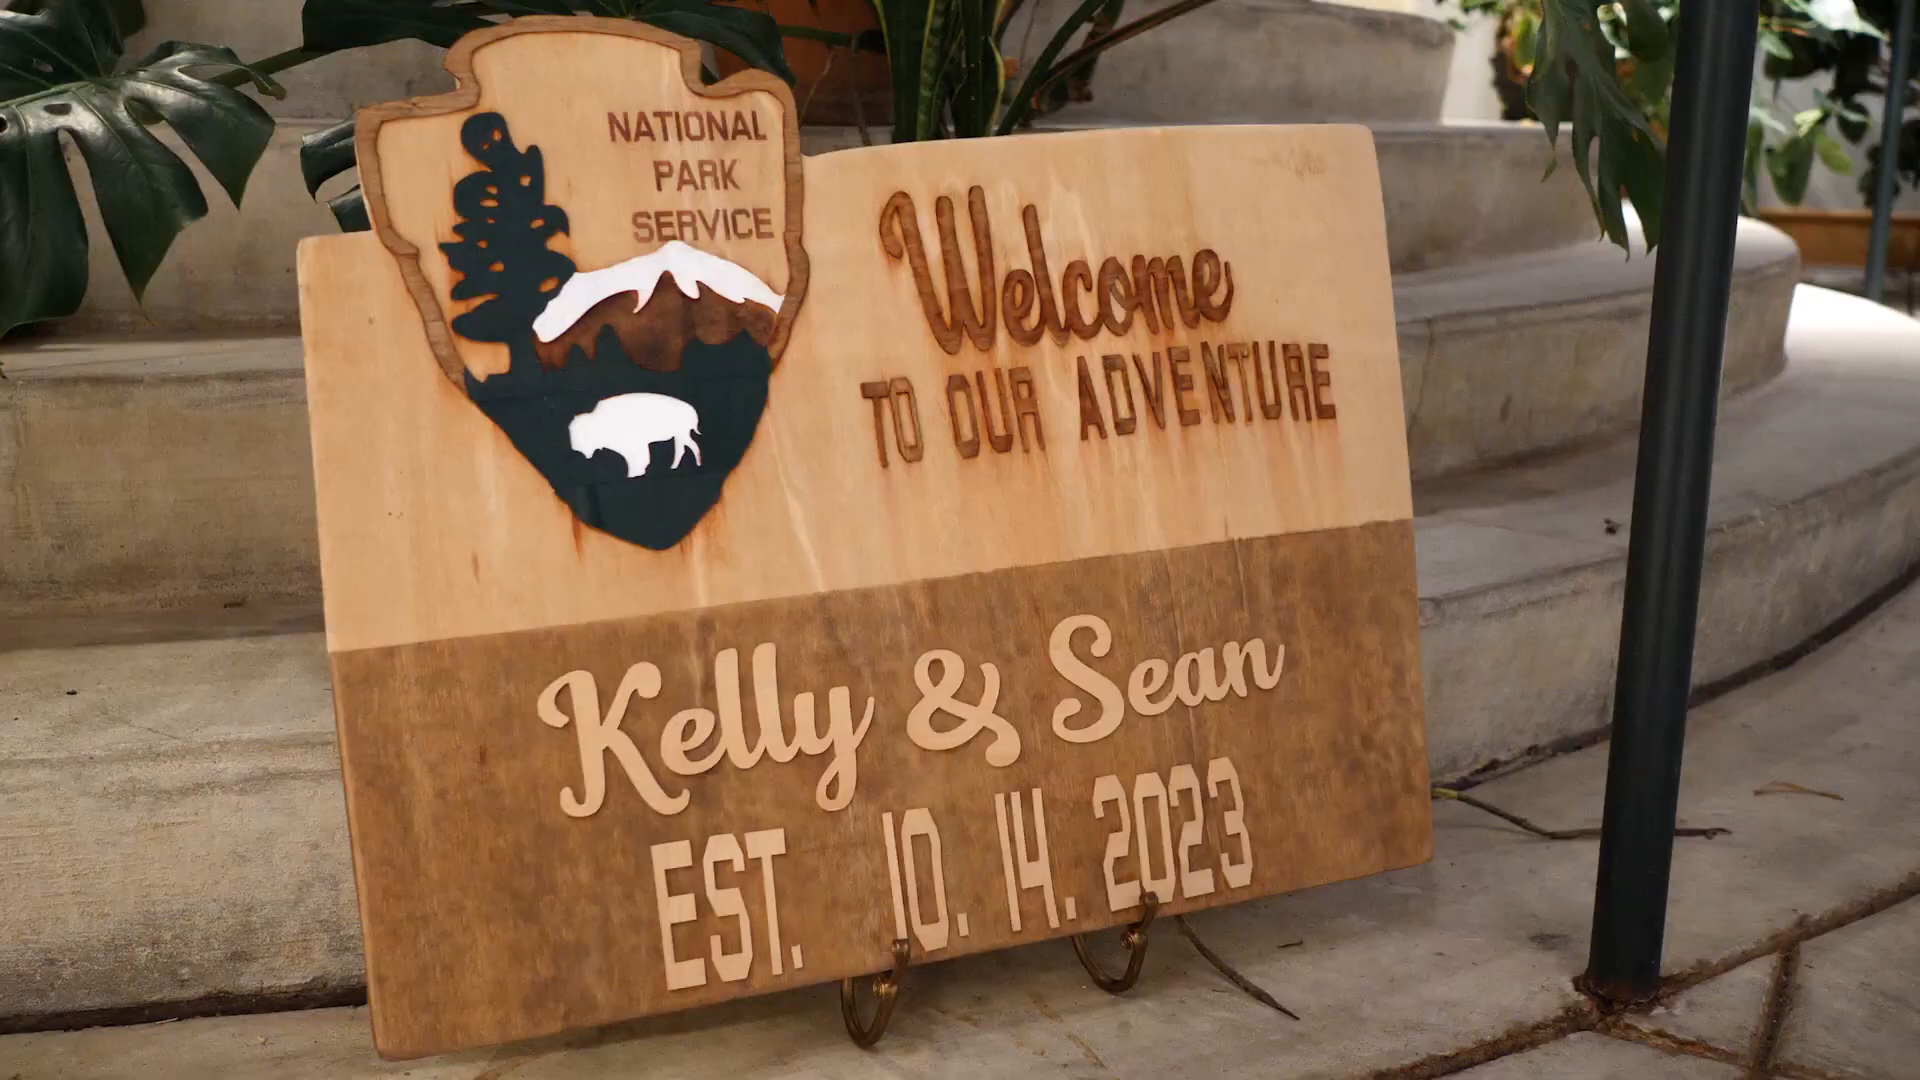 NATIONAL
PARK
SERVICE
Welcome
TO OUR ADVENTURE
Kelly & Sean
EST. 10. 14. 2023